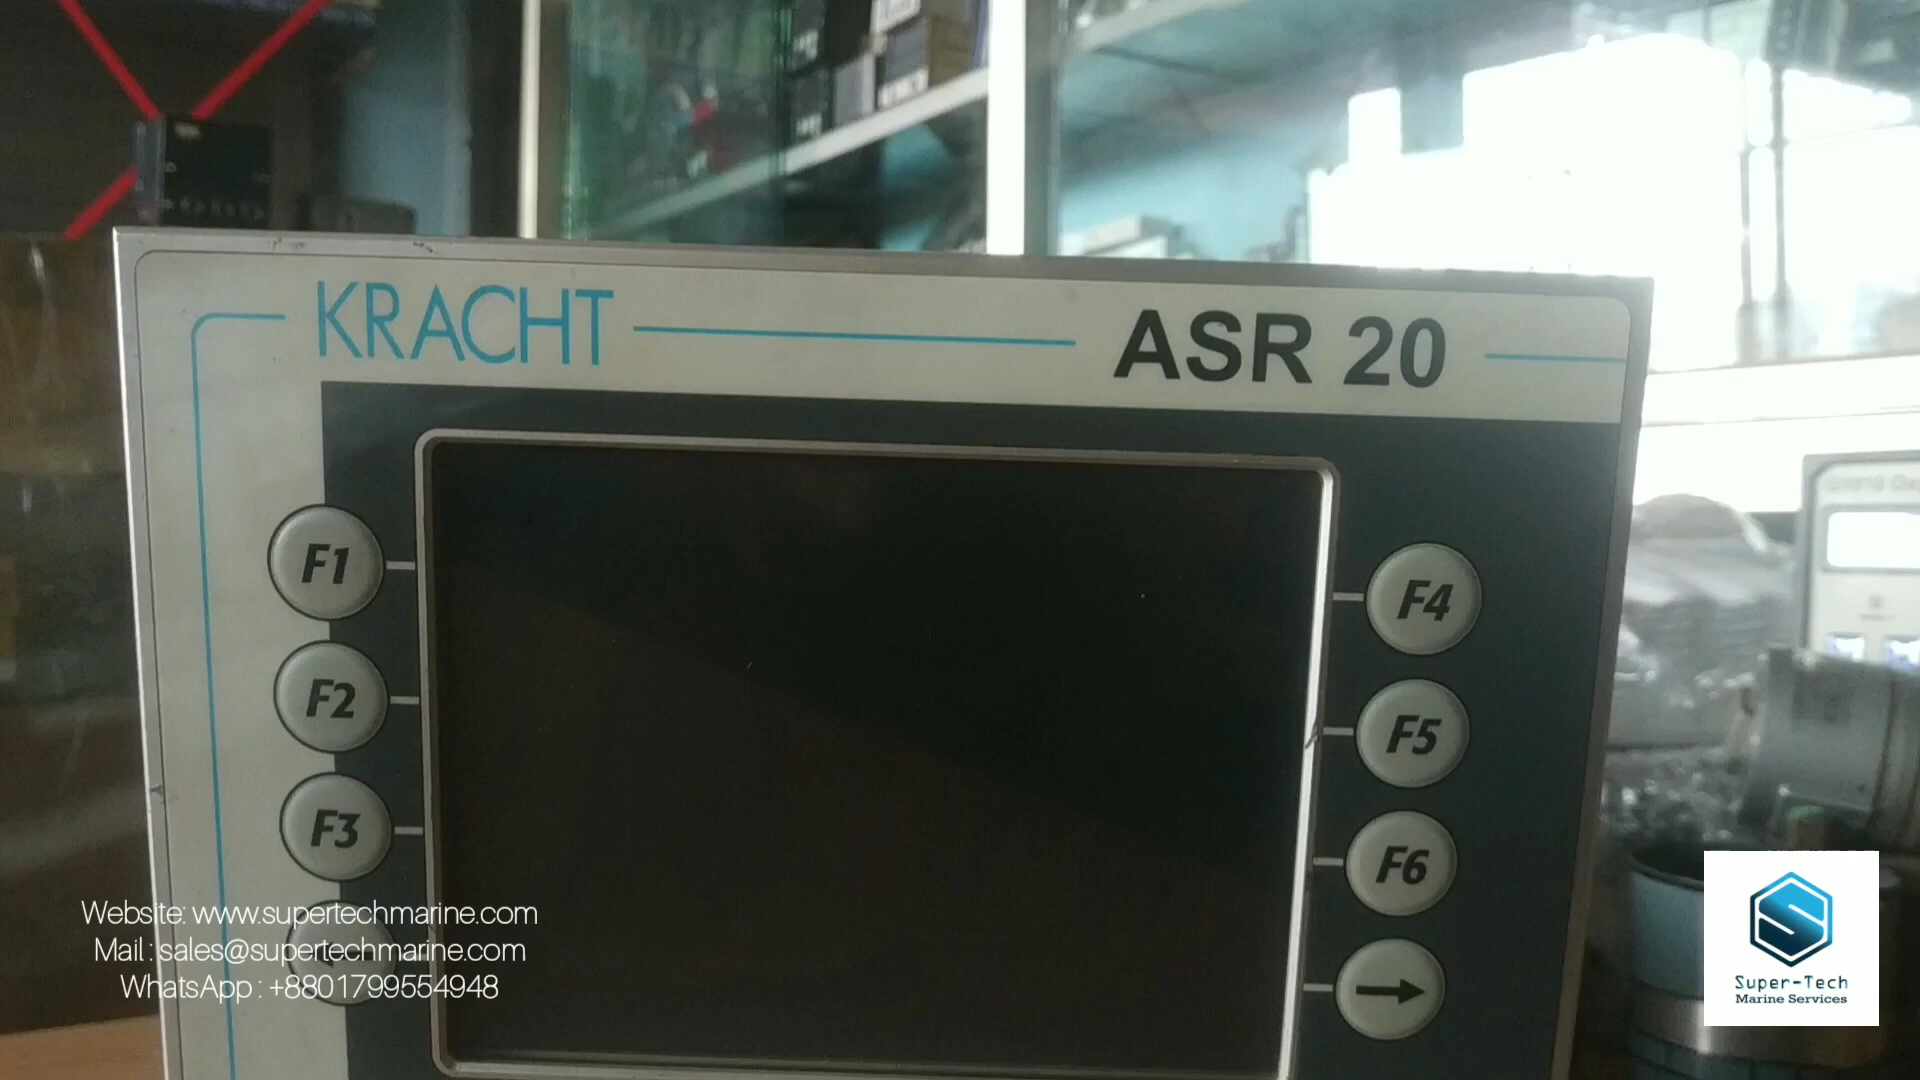 KRACHT
ASR 20
F1
F4
F2
F5
F3
F6
Website: www.supertechmarine.com
Mail : sales@supertechmarine.com
WhatsApp : +8801799554948
Super-Tech
Marine Services